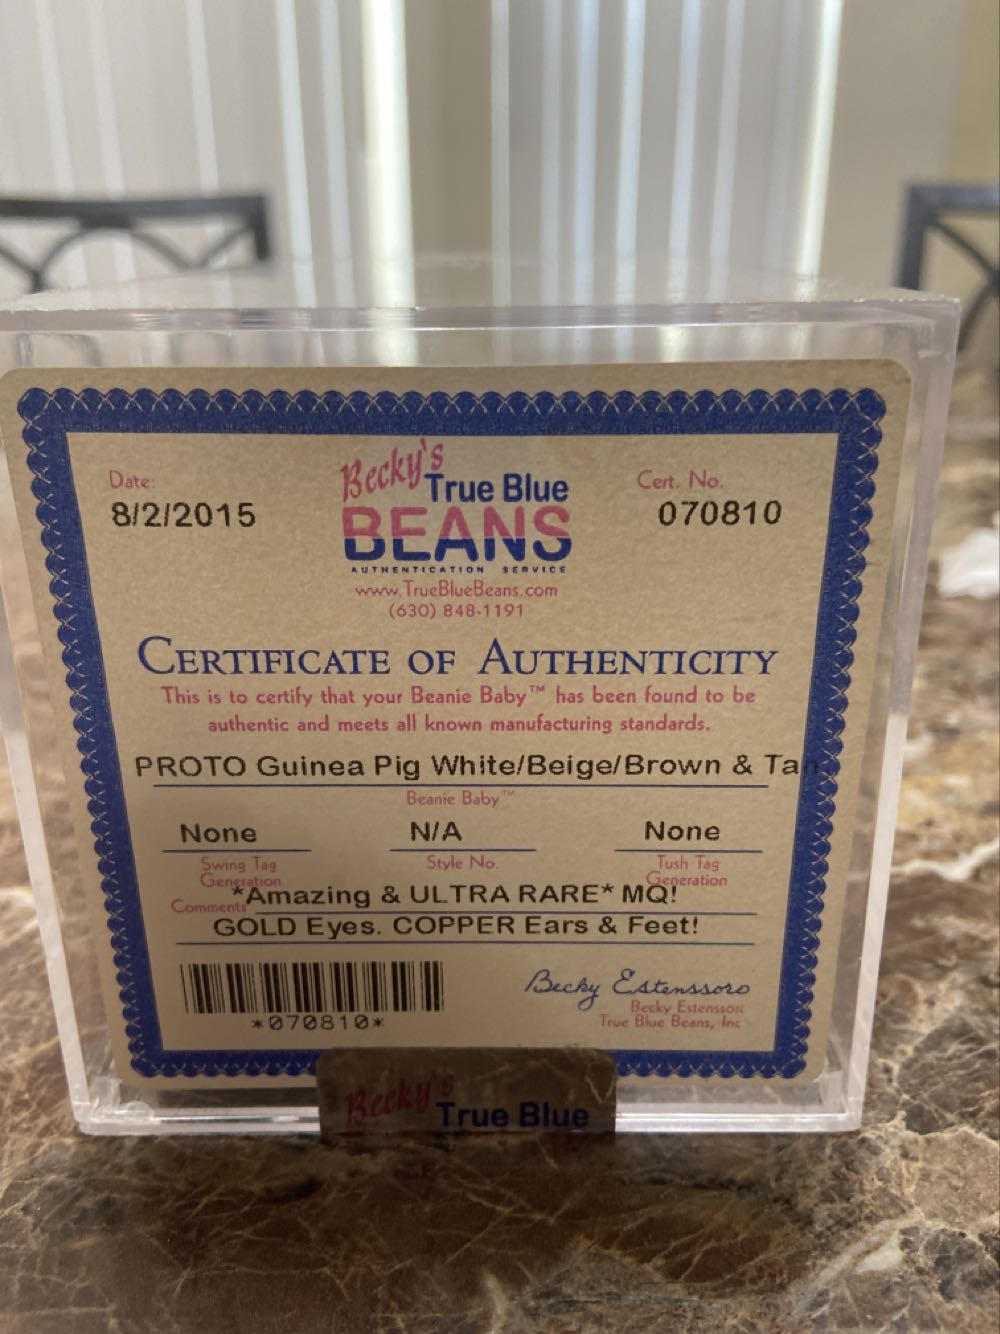 Date:
8/2/2015
Becky's
True Blue
BEANS
AUTHENTICATION SERVICE
www.TrueBlueBeans.com
(630) 848-1191
Cert. No.
070810
CERTIFICATE OF AUTHENTICITY
This is to certify that your Beanie Baby™ has been found to be
authentic and meets all known manufacturing standards.
PROTO Guinea Pig White/Beige/Brown & Tan
Beanie Baby™
None N/A None
Swing Tag Style No. Tush Tag
Generation Generation
Comments *Amazing & ULTRA RARE* MQ!
GOLD Eyes. COPPER Ears & Feet!
*070810*
Becky Estenssoro
Becky Estenssoro
True Blue Beans, Inc
Becky's
True Blue